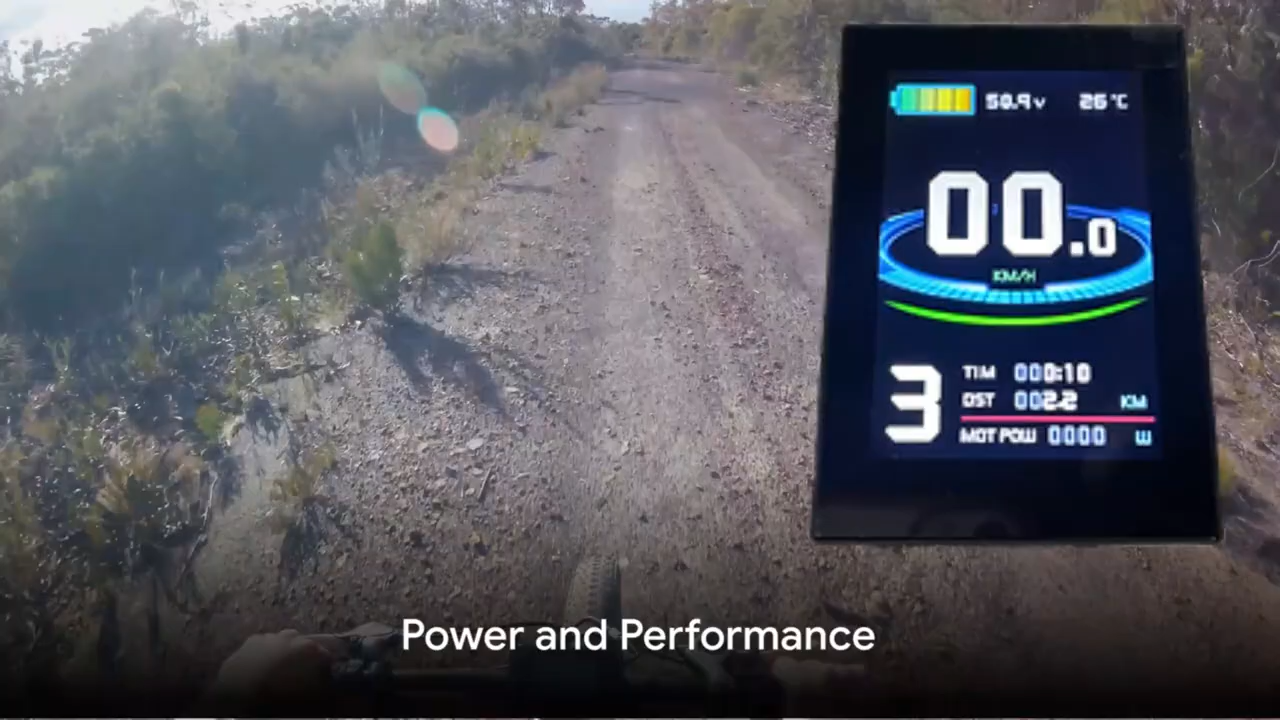 50.9 v 26 °C
00.0
KM/H
3
TIM 000:10
DST 002.2 KM
MOT POW 0000 W
Power and Performance